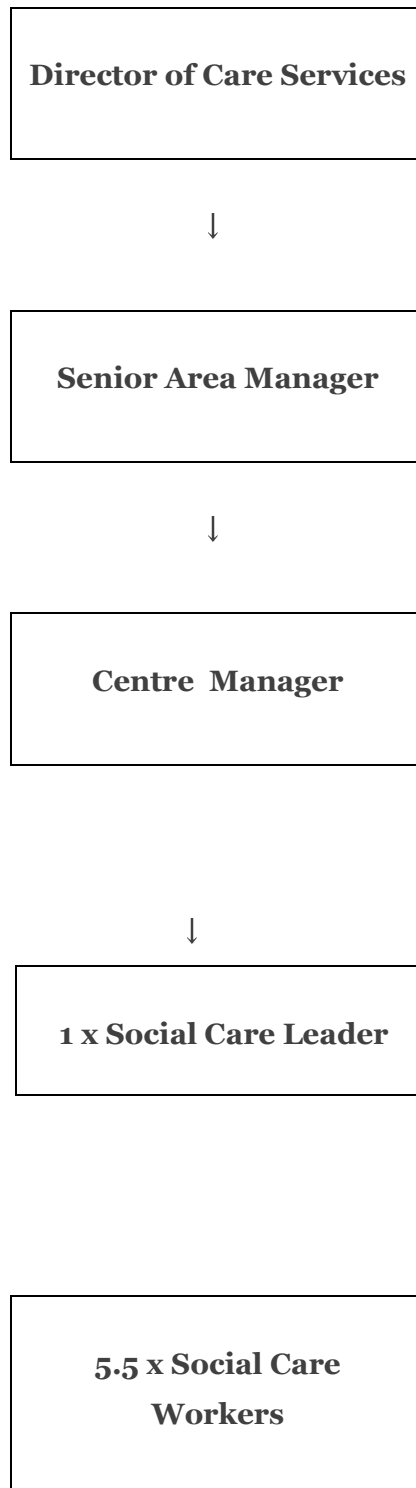 Director of Care Services
↓
Senior Area Manager
↓
Centre Manager
↓
1 x Social Care Leader
5.5 x Social Care
Workers